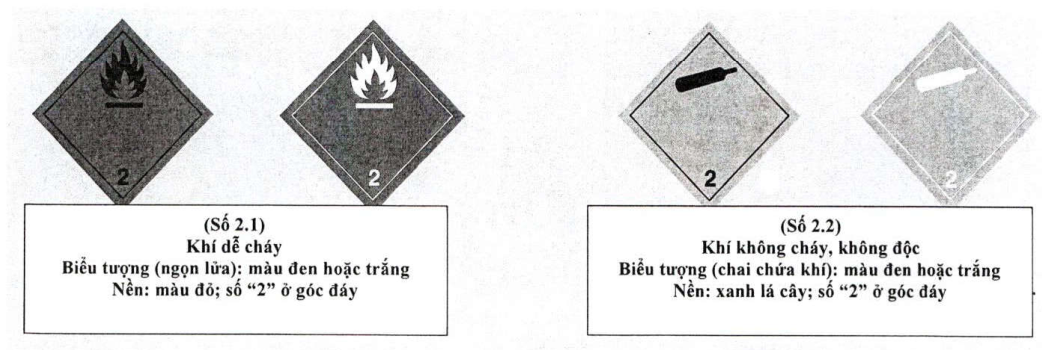 2
2
2
2
(Số 2.1)
Khí dễ cháy
Biểu tượng (ngọn lửa): màu đen hoặc trắng
Nền: màu đỏ; số “2” ở góc đáy
(Số 2.2)
Khí không cháy, không độc
Biểu tượng (chai chứa khí): màu đen hoặc trắng
Nền: xanh lá cây; số “2” ở góc đáy